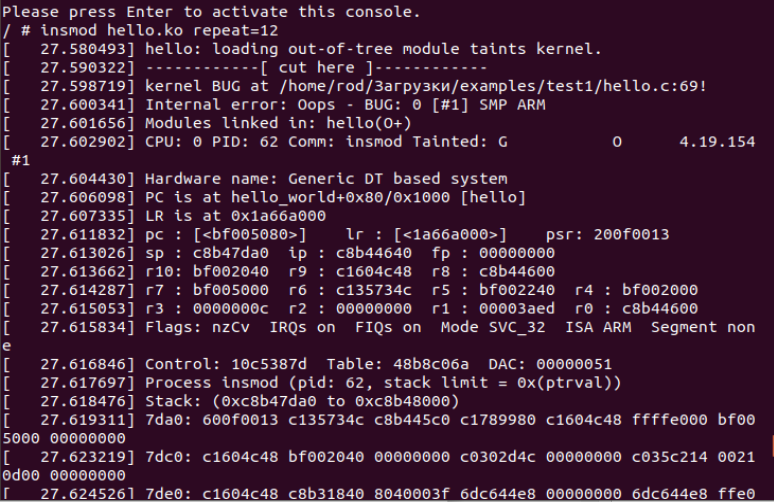 Please press Enter to activate this console.
/ # insmod hello.ko repeat=12
[   27.580493] hello: loading out-of-tree module taints kernel.
[   27.590322] ------------[ cut here ]------------
[   27.598719] kernel BUG at /home/rod/Загрузки/examples/test1/hello.c:69!
[   27.600341] Internal error: Oops - BUG: 0 [#1] SMP ARM
[   27.601656] Modules linked in: hello(O+)
[   27.602902] CPU: 0 PID: 62 Comm: insmod Tainted: G           O      4.19.154
 #1
[   27.604430] Hardware name: Generic DT based system
[   27.606098] PC is at hello_world+0x80/0x1000 [hello]
[   27.607335] LR is at 0x1a66a000
[   27.611832] pc : [<bf005080>]    lr : [<1a66a000>]    psr: 200f0013
[   27.613026] sp : c8b47da0  ip : c8b44640  fp : 00000000
[   27.613662] r10: bf002040  r9 : c1604c48  r8 : c8b44600
[   27.614287] r7 : bf005000  r6 : c135734c  r5 : bf002240  r4 : bf002000
[   27.615053] r3 : 0000000c  r2 : 00000000  r1 : 00003aed  r0 : c8b44600
[   27.615834] Flags: nzCv  IRQs on  FIQs on  Mode SVC_32  ISA ARM  Segment non
e
[   27.616846] Control: 10c5387d  Table: 48b8c06a  DAC: 00000051
[   27.617697] Process insmod (pid: 62, stack limit = 0x(ptrval))
[   27.618476] Stack: (0xc8b47da0 to 0xc8b48000)
[   27.619311] 7da0: 600f0013 c135734c c8b445c0 c1789980 c1604c48 ffffe000 bf00
5000 00000000
[   27.623219] 7dc0: c1604c48 bf002040 00000000 c0302d4c 00000000 c035c214 0021
0d00 00000000
[   27.624526] 7de0: c1604c48 c8b31840 8040003f 6dc644e8 00000000 6dc644e8 ffe0